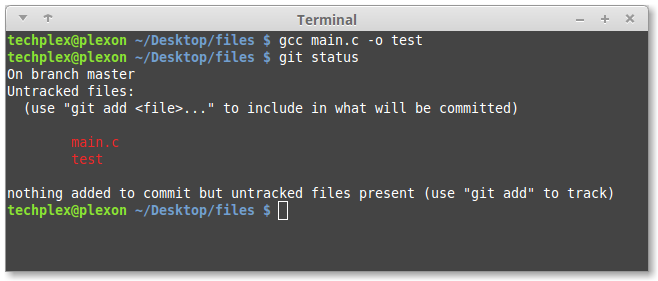 Terminal
techplex@plexon ~/Desktop/files $ gcc main.c -o test
techplex@plexon ~/Desktop/files $ git status
On branch master
Untracked files:
  (use "git add <file>..." to include in what will be committed)

        main.c
        test

nothing added to commit but untracked files present (use "git add" to track)
techplex@plexon ~/Desktop/files $